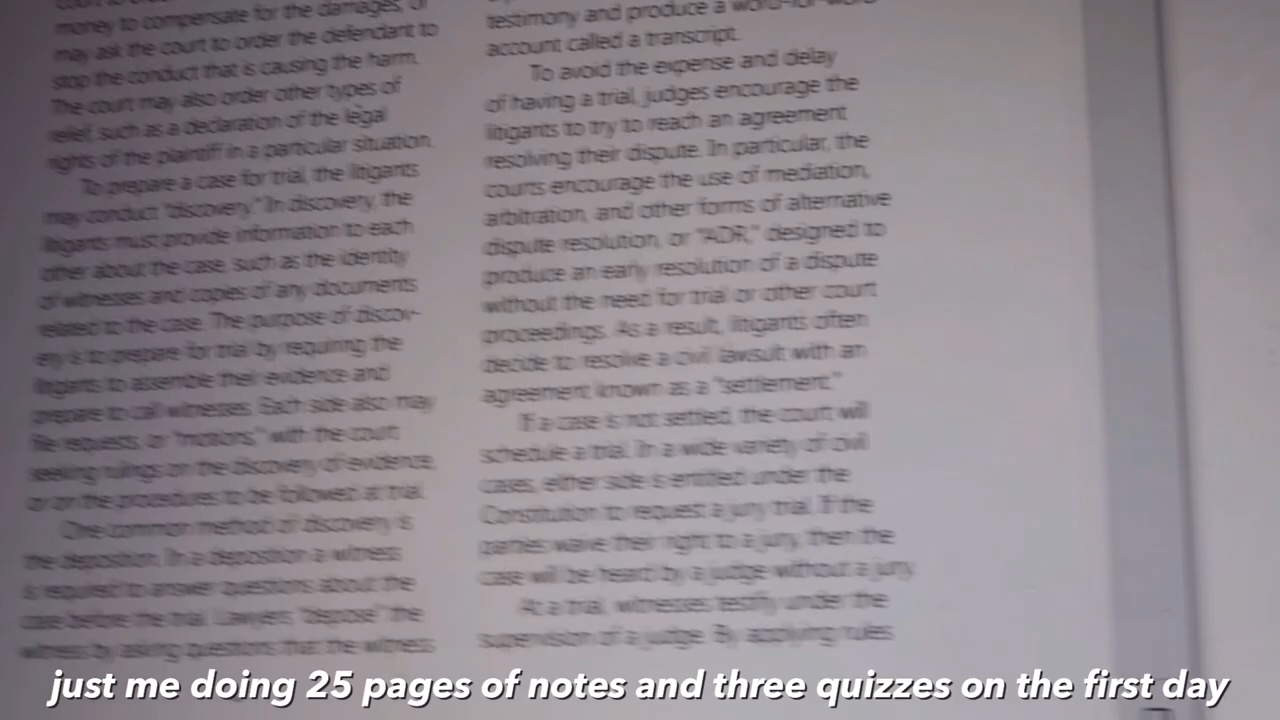 money to compensate for the damages, or
may ask the court to order the defendant to
stop the conduct that is causing the harm.
The court may also order other types of
relief, such as a declaration of the legal
rights of the plaintiff in a particular situation.
To prepare a case for trial, the litigants
may conduct "discovery." In discovery, the
litigants must provide information to each
other about the case, such as the identity
of witnesses and copies of any documents
related to the case. The purpose of discov-
ery is to prepare for trial by requiring the
litigants to assemble their evidence and
prepare to call witnesses. Each side also may
file requests, or "motions," with the court
seeking rulings on the discovery of evidence,
or on the procedures to be followed at trial.
One common method of discovery is
the deposition. In a deposition a witness
is required to answer questions about the
case before the trial. Lawyers "depose" the
witness by asking questions that the witness
testimony and produce a word-for-word
account called a transcript.
To avoid the expense and delay
of having a trial, judges encourage the
litigants to try to reach an agreement
resolving their dispute. In particular, the
courts encourage the use of mediation,
arbitration, and other forms of alternative
dispute resolution, or "ADR," designed to
produce an early resolution of a dispute
without the need for trial or other court
proceedings. As a result, litigants often
decide to resolve a civil lawsuit with an
agreement known as a "settlement."
If a case is not settled, the court will
schedule a trial. In a wide variety of civil
cases, either side is entitled under the
Constitution to request a jury trial. If the
parties waive their right to a jury, then the
case will be heard by a judge without a jury.
At a trial, witnesses testify under the
supervision of a judge. By applying rules
just me doing 25 pages of notes and three quizzes on the first day